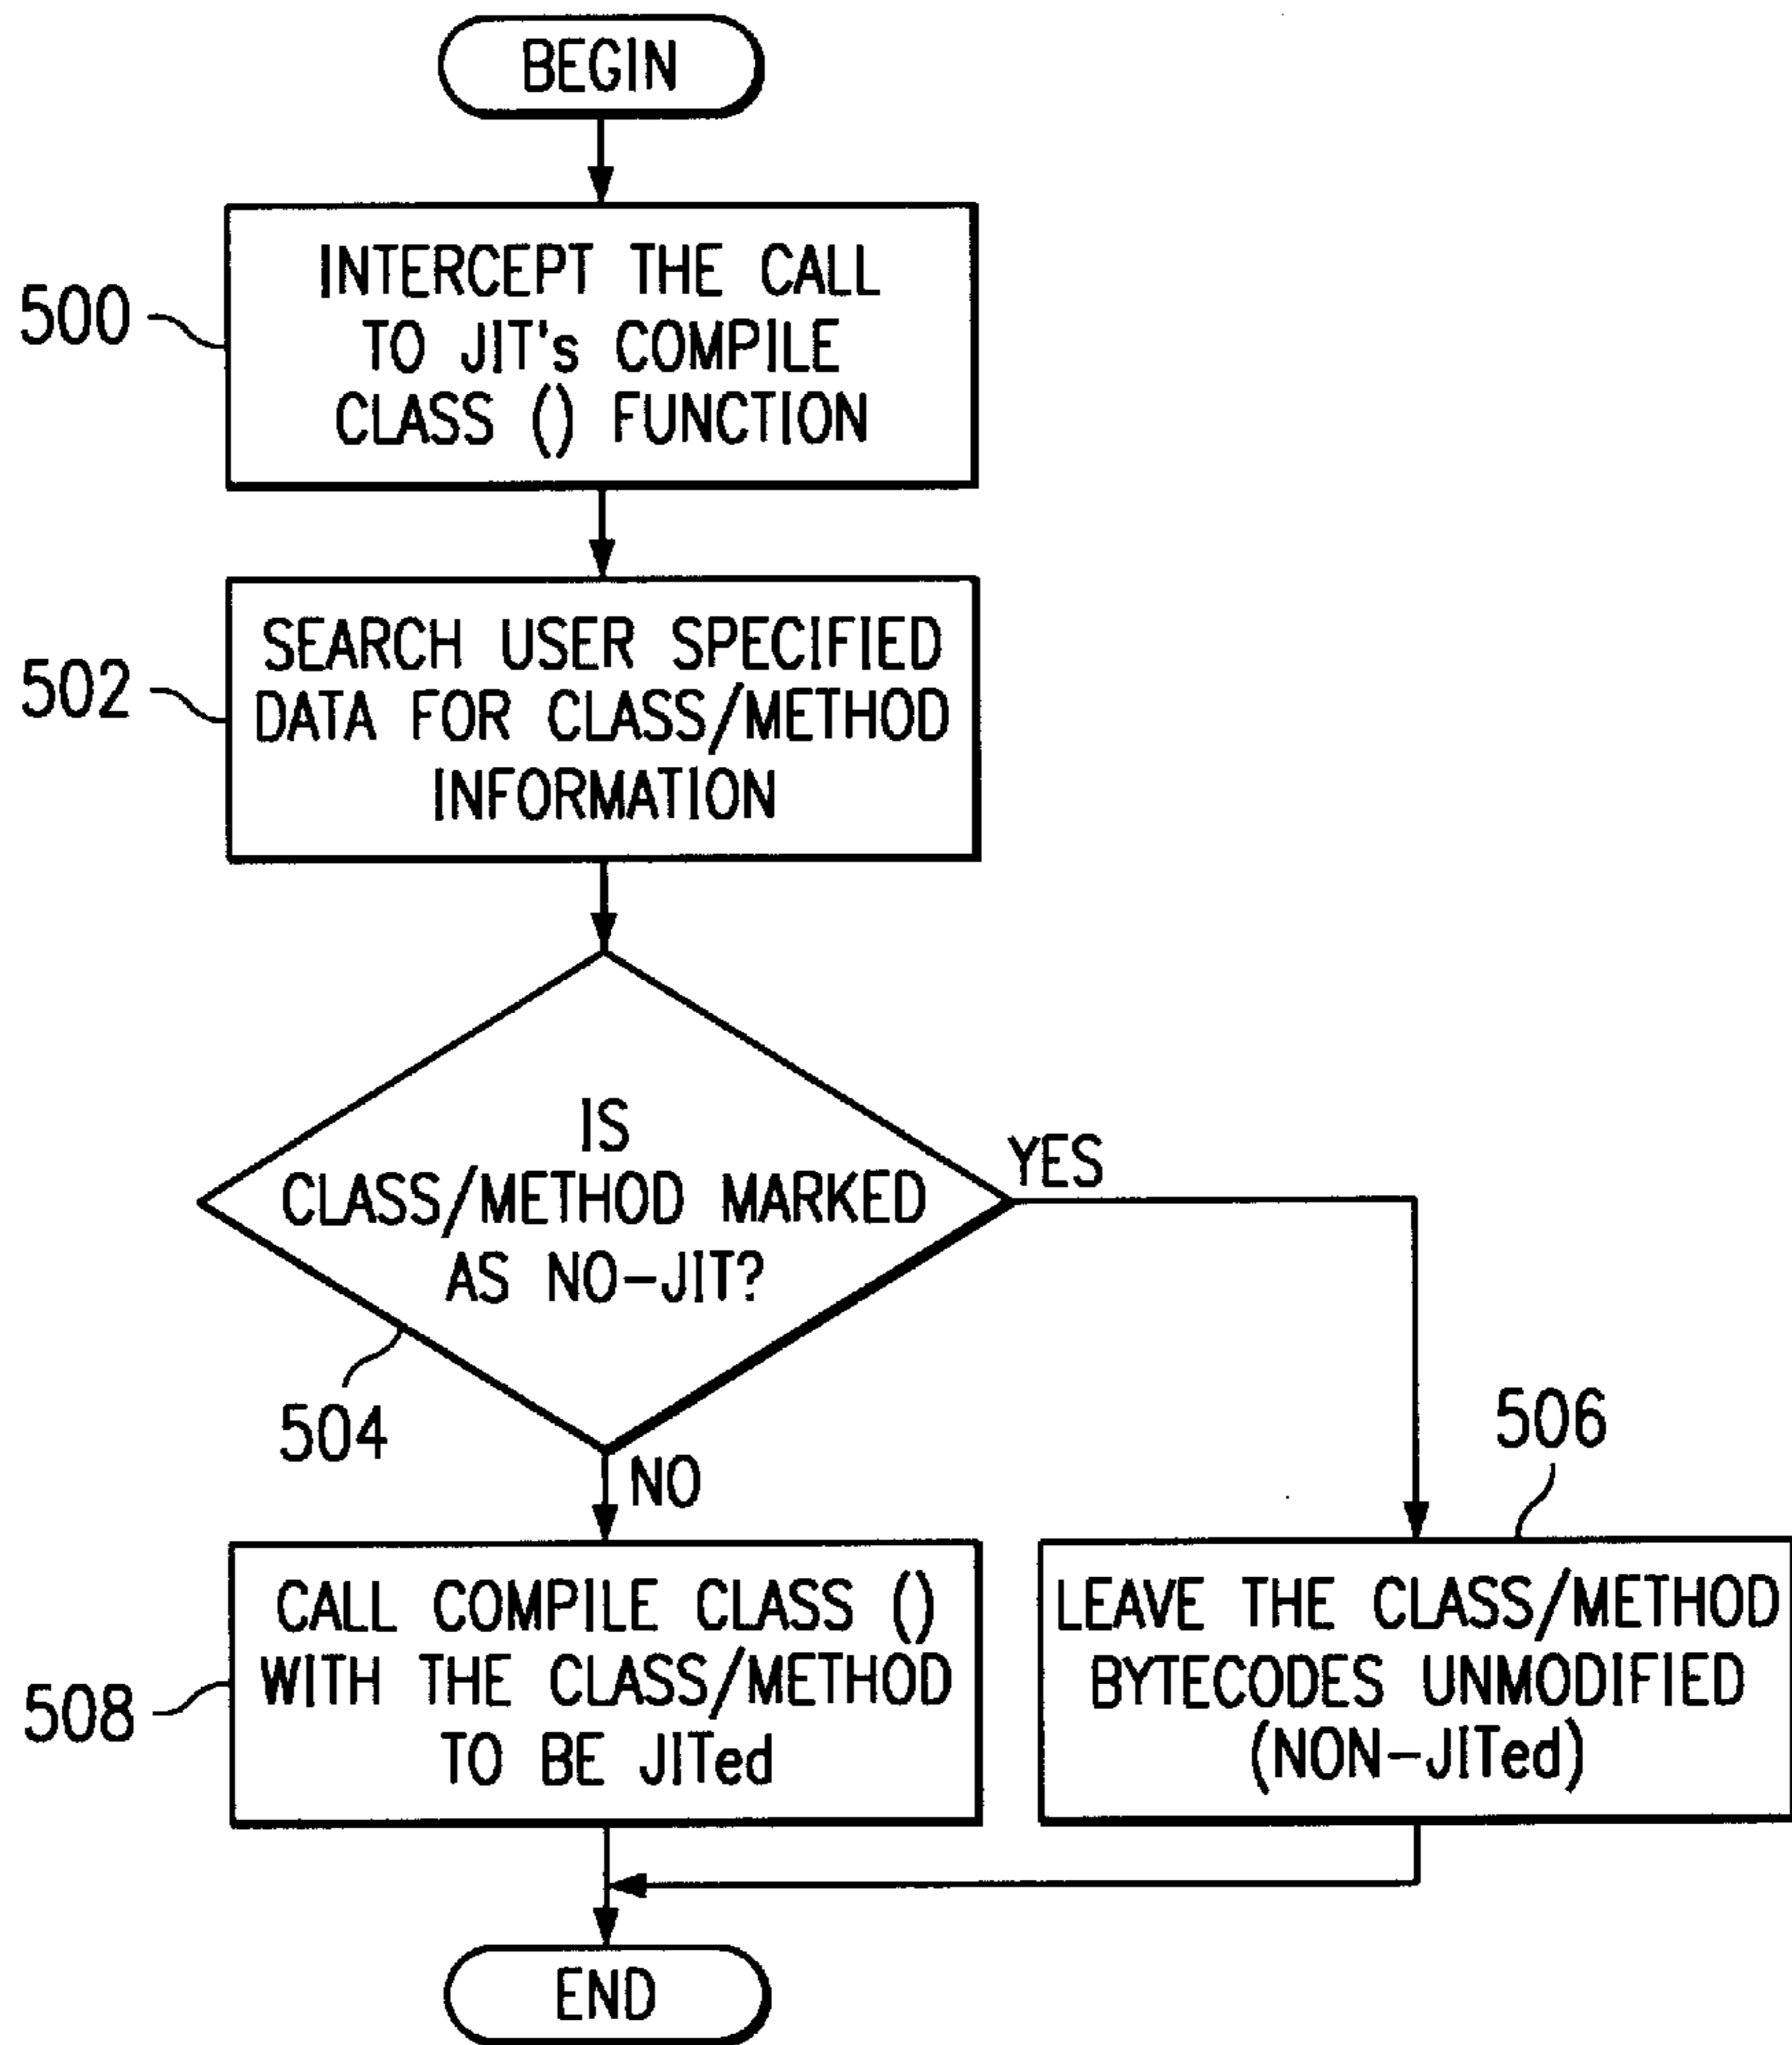 BEGIN
500
INTERCEPT THE CALL
TO JIT's COMPILE
CLASS () FUNCTION
502
SEARCH USER SPECIFIED
DATA FOR CLASS/METHOD
INFORMATION
IS
CLASS/METHOD MARKED
AS NO-JIT?
YES
504
NO
506
508
CALL COMPILE CLASS ()
WITH THE CLASS/METHOD
TO BE JITed
LEAVE THE CLASS/METHOD
BYTECODES UNMODIFIED
(NON-JITed)
END